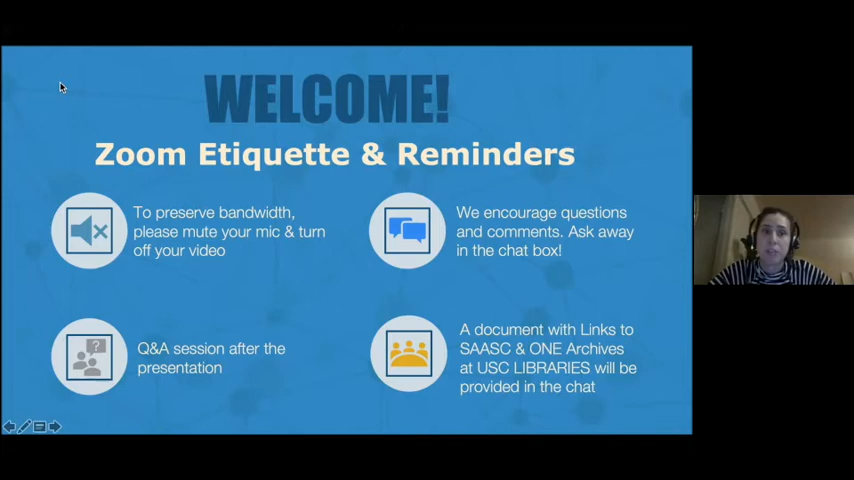 WELCOME!
Zoom Etiquette & Reminders
To preserve bandwidth,
please mute your mic & turn
off your video
We encourage questions
and comments. Ask away
in the chat box!
Q&A session after the
presentation
A document with Links to
SAASC & ONE Archives
at USC LIBRARIES will be
provided in the chat